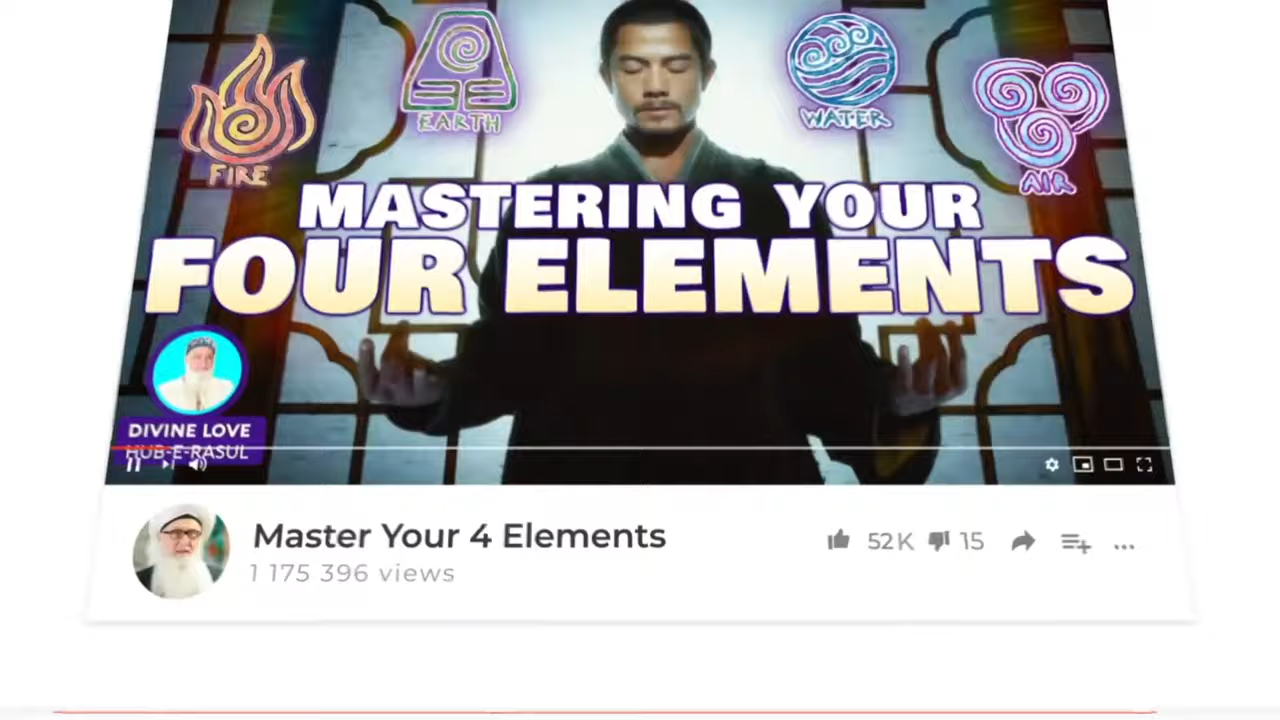 FIRE
EARTH
WATER
AIR
MASTERING YOUR
FOUR ELEMENTS
DIVINE LOVE
HUB-E-RASUL
Master Your 4 Elements
1 175 396 views
52K
15